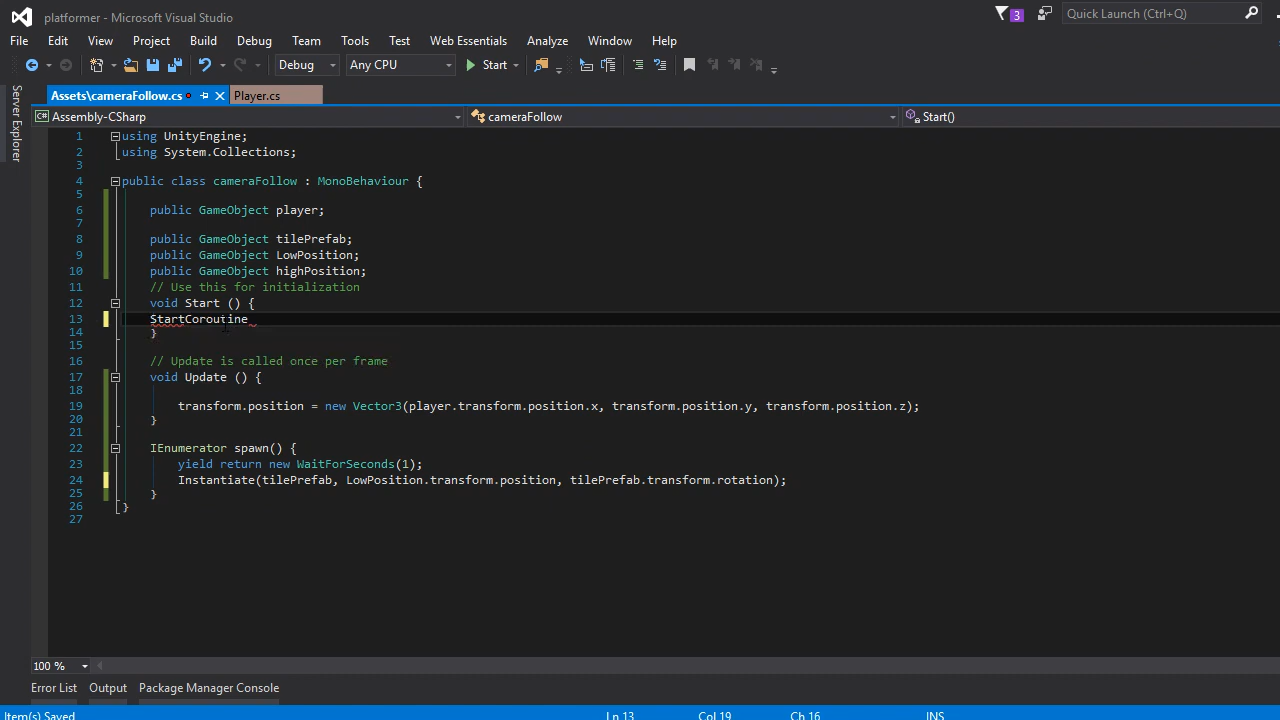 platformer - Microsoft Visual Studio
3
Quick Launch (Ctrl+Q)
File Edit View Project Build Debug Team Tools Test Web Essentials Analyze Window Help
Debug Any CPU Start
Server Explorer
Assets\cameraFollow.cs Player.cs
C# Assembly-CSharp cameraFollow Start()
1 using UnityEngine;
2 using System.Collections;
3
4 public class cameraFollow : MonoBehaviour {
5
6 public GameObject player;
7
8 public GameObject tilePrefab;
9 public GameObject LowPosition;
10 public GameObject highPosition;
11 // Use this for initialization
12 void Start () {
13 StartCoroutine
14 }
15
16 // Update is called once per frame
17 void Update () {
18
19 transform.position = new Vector3(player.transform.position.x, transform.position.y, transform.position.z);
20 }
21
22 IEnumerator spawn() {
23 yield return new WaitForSeconds(1);
24 Instantiate(tilePrefab, LowPosition.transform.position, tilePrefab.transform.rotation);
25 }
26 }
27
100 %
Error List Output Package Manager Console
Item(s) Saved Ln 13 Col 19 Ch 16 INS